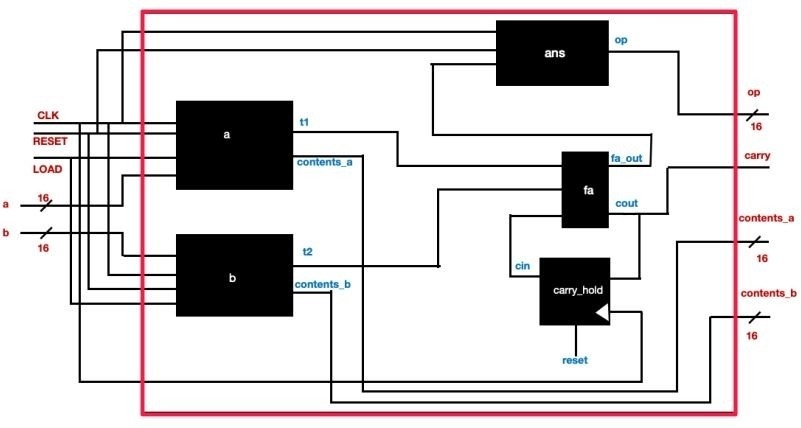 ans
op
op
16
CLK
RESET
LOAD
a
16
b
16
a
t1
contents_a
fa
fa_out
cout
carry
contents_a
16
b
t2
contents_b
cin
carry_hold
reset
contents_b
16